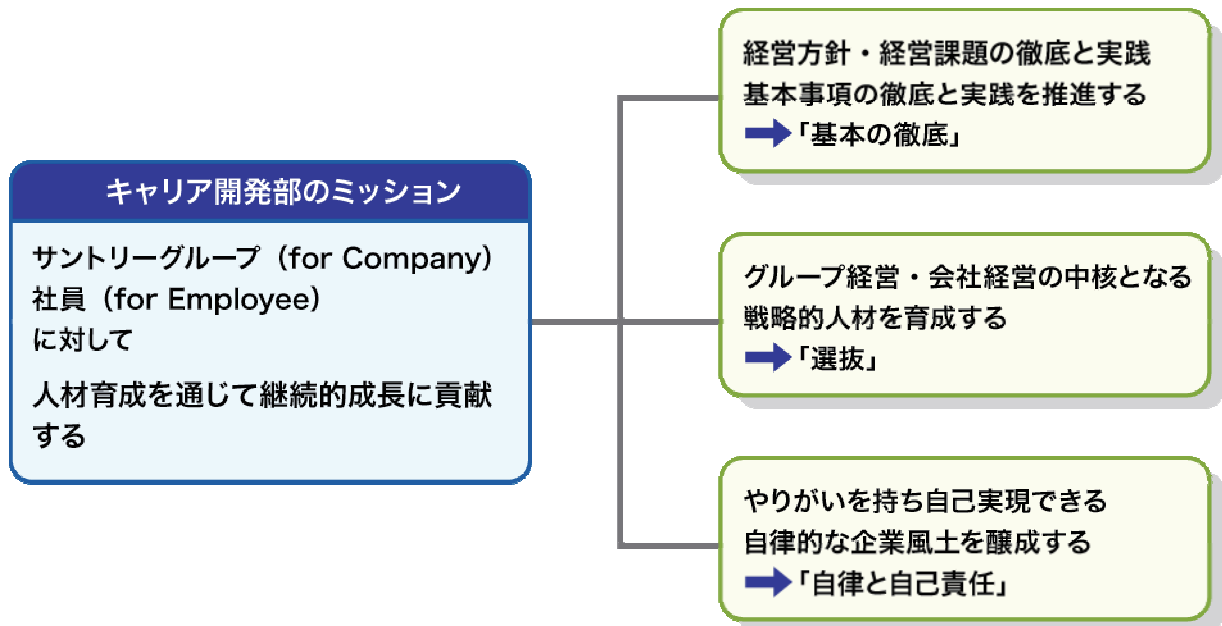 キャリア開発部のミッション
サントリーグループ（for Company）
社員（for Employee）
に対して
人材育成を通じて継続的成長に貢献
する
経営方針・経営課題の徹底と実践
基本事項の徹底と実践を推進する
➡「基本の徹底」
グループ経営・会社経営の中核となる
戦略的人材を育成する
➡「選抜」
やりがいを持ち自己実現できる
自律的な企業風土を醸成する
➡「自律と自己責任」